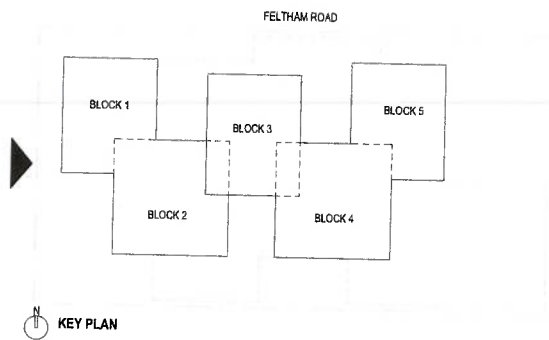 FELTHAM ROAD
BLOCK 1
BLOCK 3
BLOCK 5
BLOCK 2
BLOCK 4
N
KEY PLAN